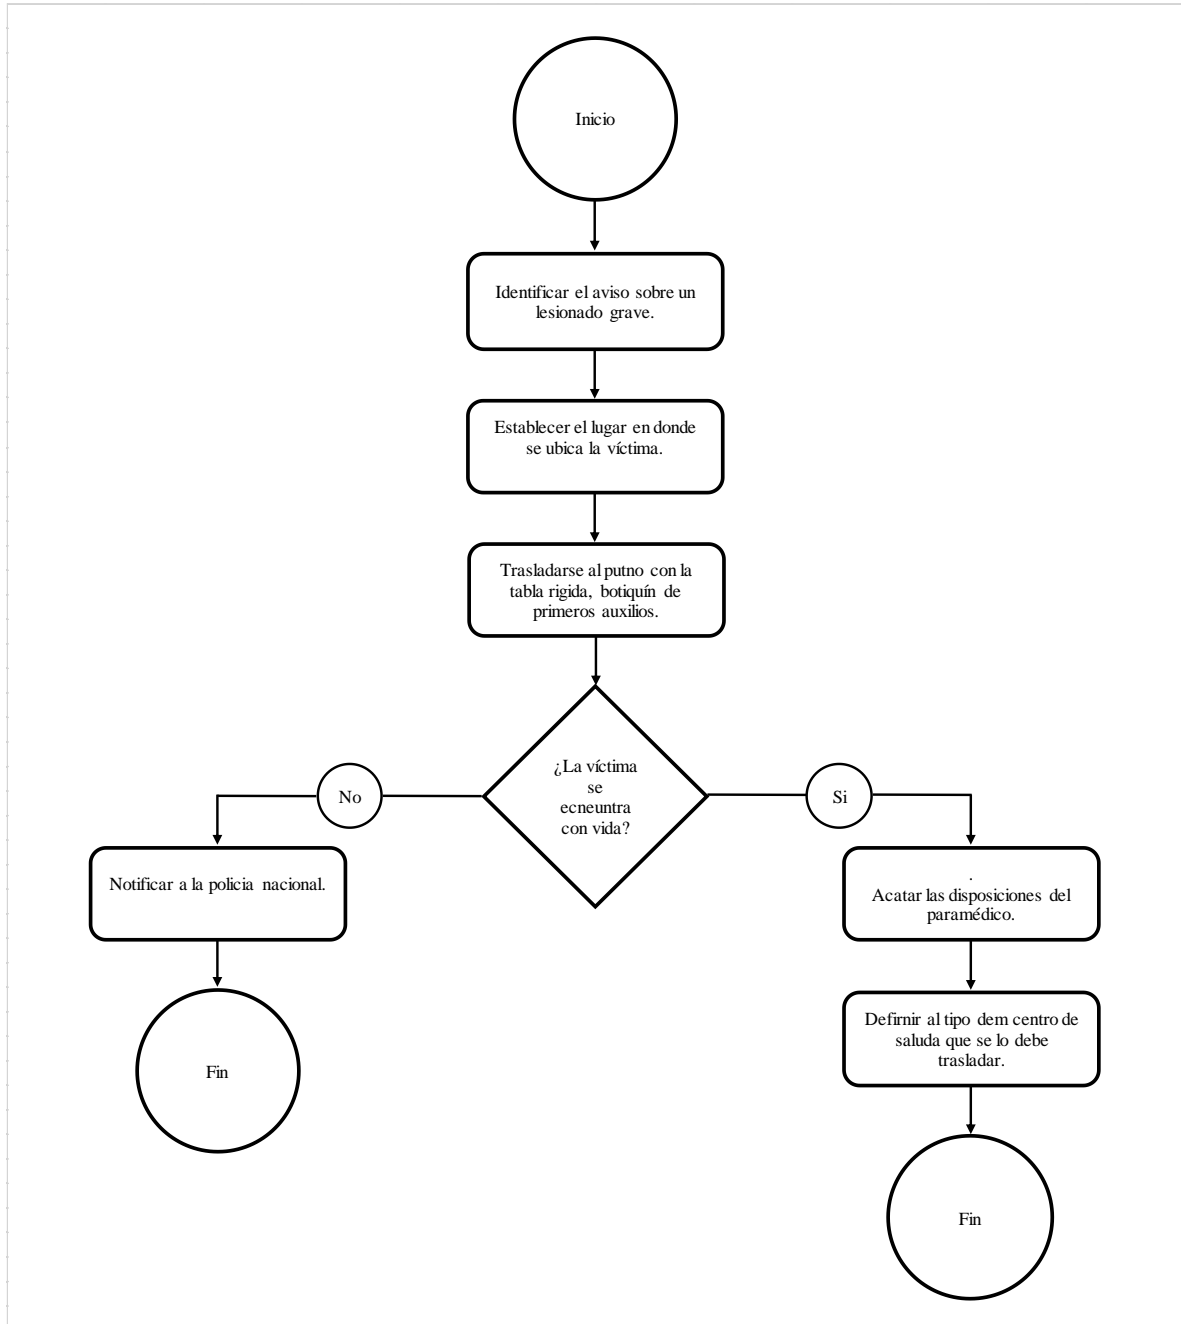 Inicio
Identificar el aviso sobre un
lesionado grave.
Establecer el lugar en donde
se ubica la víctima.
Trasladarse al putno con la
tabla rigida, botiquín de
primeros auxilios.
¿La víctima
se
ecneuntra
con vida?
No
Si
Notificar a la policia nacional.
.
Acatar las disposiciones del
paramédico.
Fin
Defirnir al tipo dem centro de
saluda que se lo debe
trasladar.
Fin